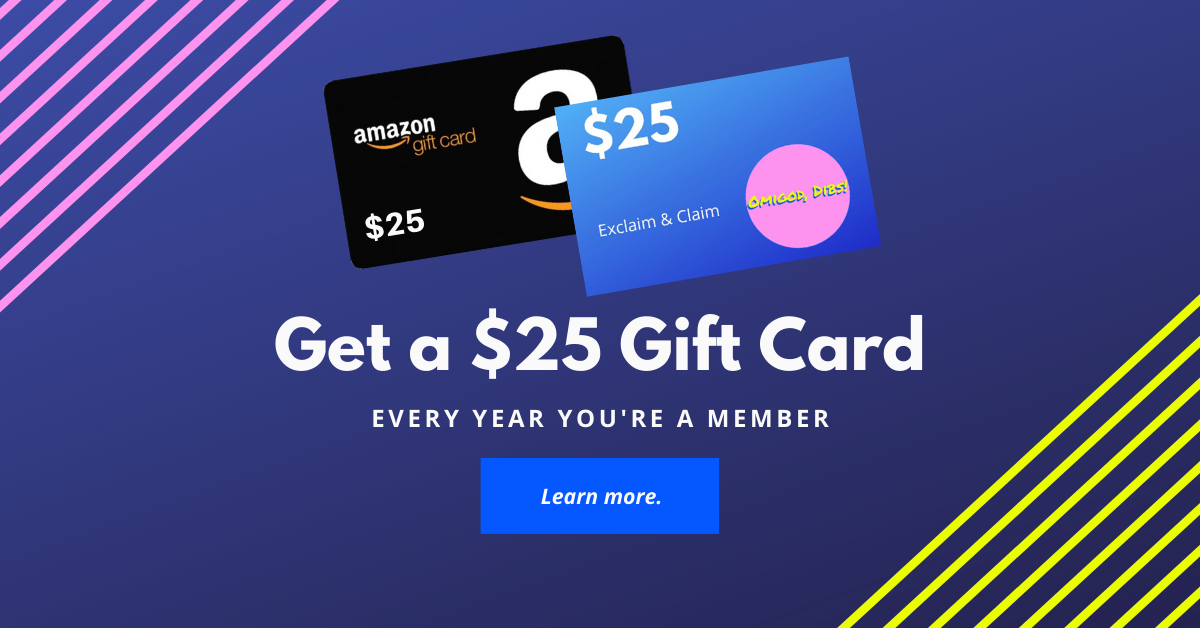 amazon
gift card
$25
a
$25
Exclaim & Claim
Omigod, Dibs!
Get a $25 Gift Card
EVERY YEAR YOU'RE A MEMBER
Learn more.